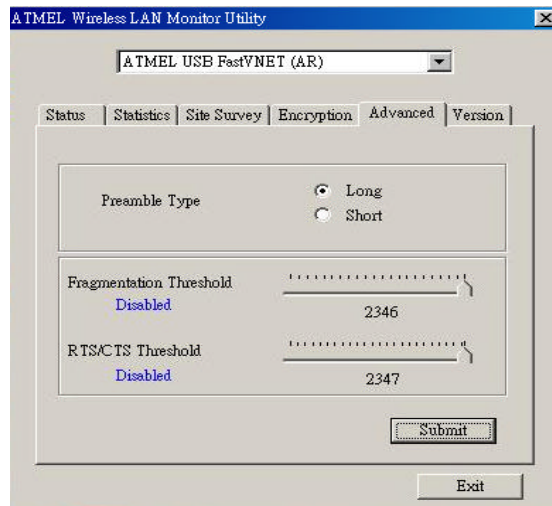 ATMEL Wireless LAN Monitor Utility
ATMEL USB FastVNET (AR)
Status Statistics Site Survey Encryption Advanced Version
Preamble Type
Long
Short
Fragmentation Threshold
Disabled
2346
RTS/CTS Threshold
Disabled
2347
Submit
Exit